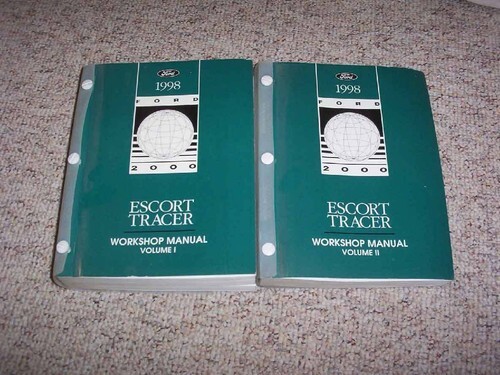 Ford
1998
FORD
2000
ESCORT
TRACER
WORKSHOP MANUAL
VOLUME I
Ford
1998
FORD
2000
ESCORT
TRACER
WORKSHOP MANUAL
VOLUME II